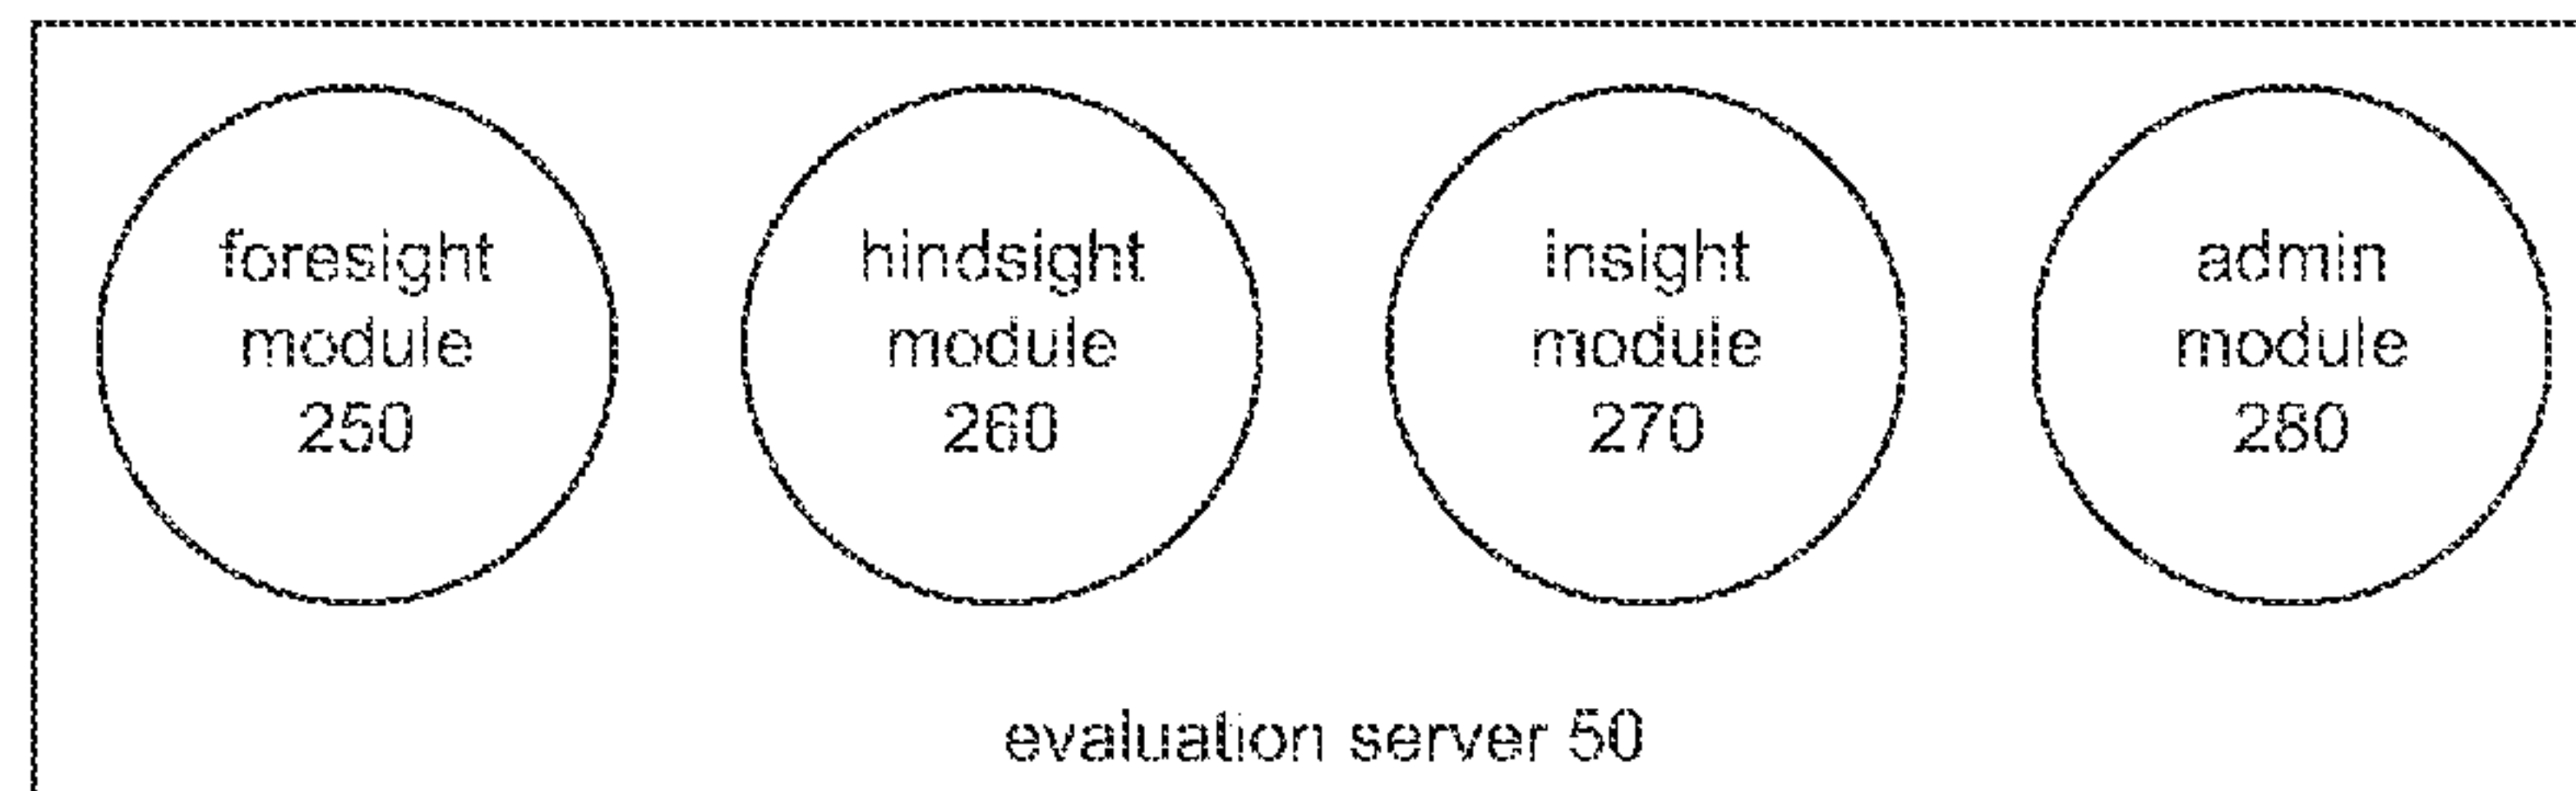 foresight
module
250
hindsight
module
260
insight
module
270
admin
module
280
evaluation server 50